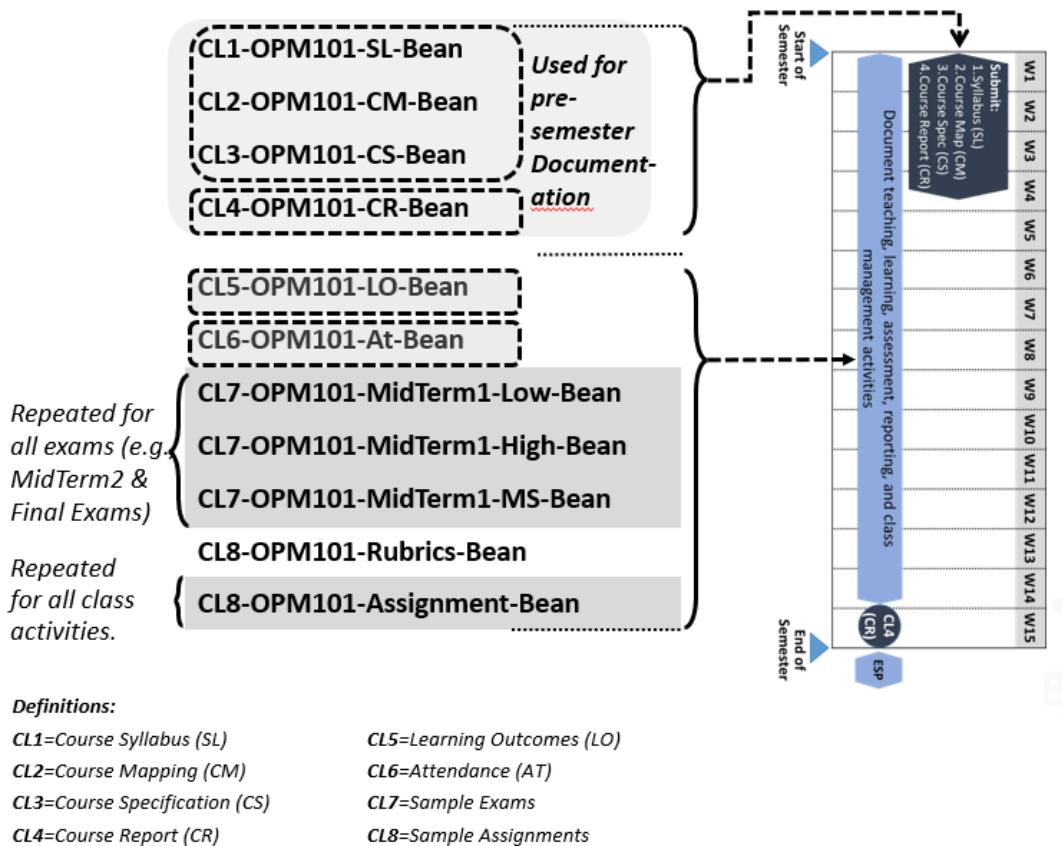 CL1-OPM101-SL-Bean
CL2-OPM101-CM-Bean
CL3-OPM101-CS-Bean
CL4-OPM101-CR-Bean
Used for
pre-
semester
Document-
ation
CL5-OPM101-LO-Bean
CL6-OPM101-At-Bean
CL7-OPM101-MidTerm1-Low-Bean
CL7-OPM101-MidTerm1-High-Bean
CL7-OPM101-MidTerm1-MS-Bean
CL8-OPM101-Rubrics-Bean
CL8-OPM101-Assignment-Bean
Repeated for
all exams (e.g.,
MidTerm2 &
Final Exams)
Repeated
for all class
activities.
Start of
Semester
Submit:
1.Syllabus (SL)
2.Course Map (CM)
3.Course Spec (CS)
4.Course Report (CR)
Document teaching, learning, assessment, reporting, and class
management activities
W1
W2
W3
W4
W5
W6
W7
W8
W9
W10
W11
W12
W13
W14
W15
CL4
(CR)
End of
Semester
ESP
Definitions:
CL1=Course Syllabus (SL)
CL2=Course Mapping (CM)
CL3=Course Specification (CS)
CL4=Course Report (CR)
CL5=Learning Outcomes (LO)
CL6=Attendance (AT)
CL7=Sample Exams
CL8=Sample Assignments